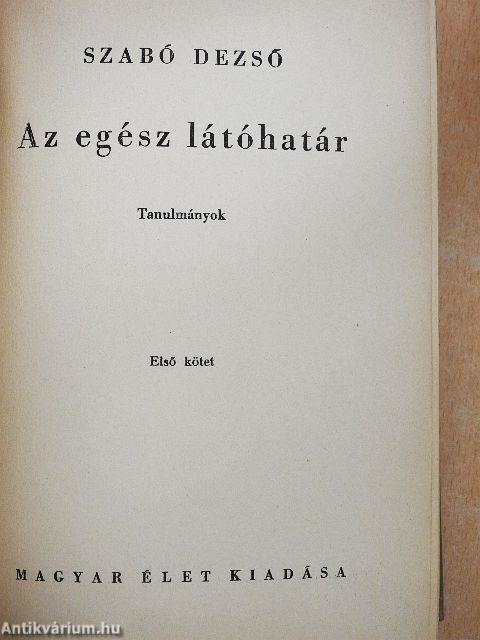 SZABÓ DEZSŐ
Az egész látóhatár
Tanulmányok
Első kötet
MAGYAR ÉLET KIADÁSA
Antikvárium.hu